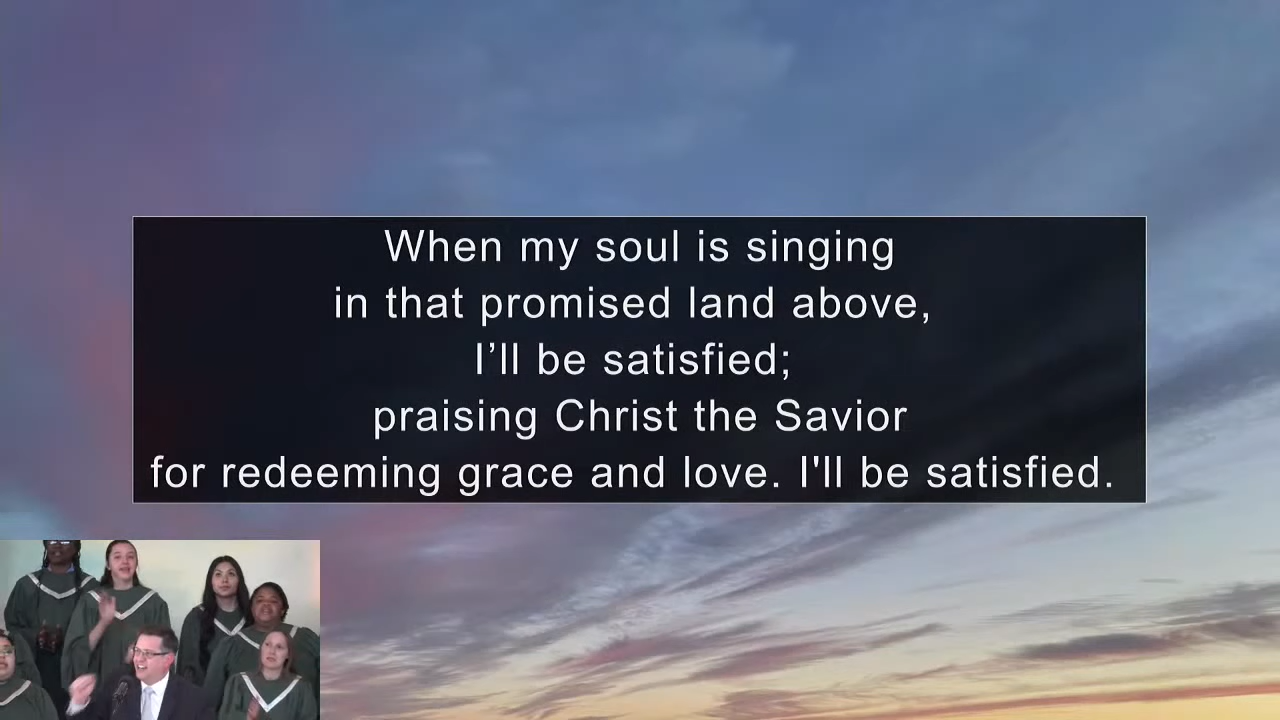 When my soul is singing
in that promised land above,
I’ll be satisfied;
praising Christ the Savior
for redeeming grace and love. I'll be satisfied.